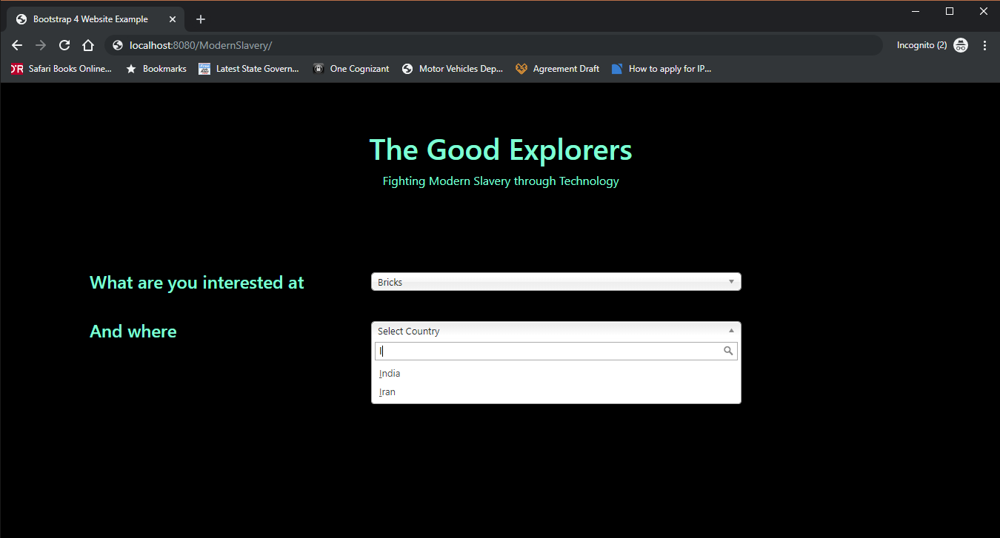 Bootstrap 4 Website Example
localhost:8080/ModernSlavery/
Incognito (2)
Safari Books Online...
Bookmarks
Latest State Govern...
One Cognizant
Motor Vehicles Dep...
Agreement Draft
How to apply for IP...
The Good Explorers
Fighting Modern Slavery through Technology
What are you interested at
Bricks
And where
Select Country
I
India
Iran